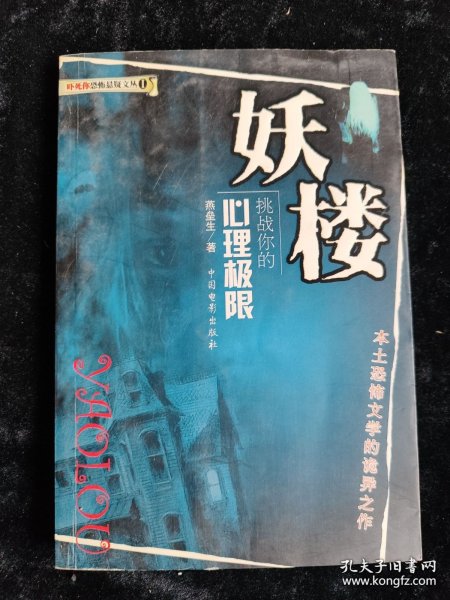 吓死你恐怖悬疑文丛01
妖楼
挑战你的
心理极限
燕垒生/著
中国电影出版社
本土恐怖文学的诡异之作
YAOLOU
孔夫子旧书网
www.kongfz.com